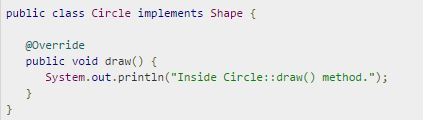 public class Circle implements Shape {
@Override
public void draw() {
System.out.println("Inside Circle::draw() method.");
}
}